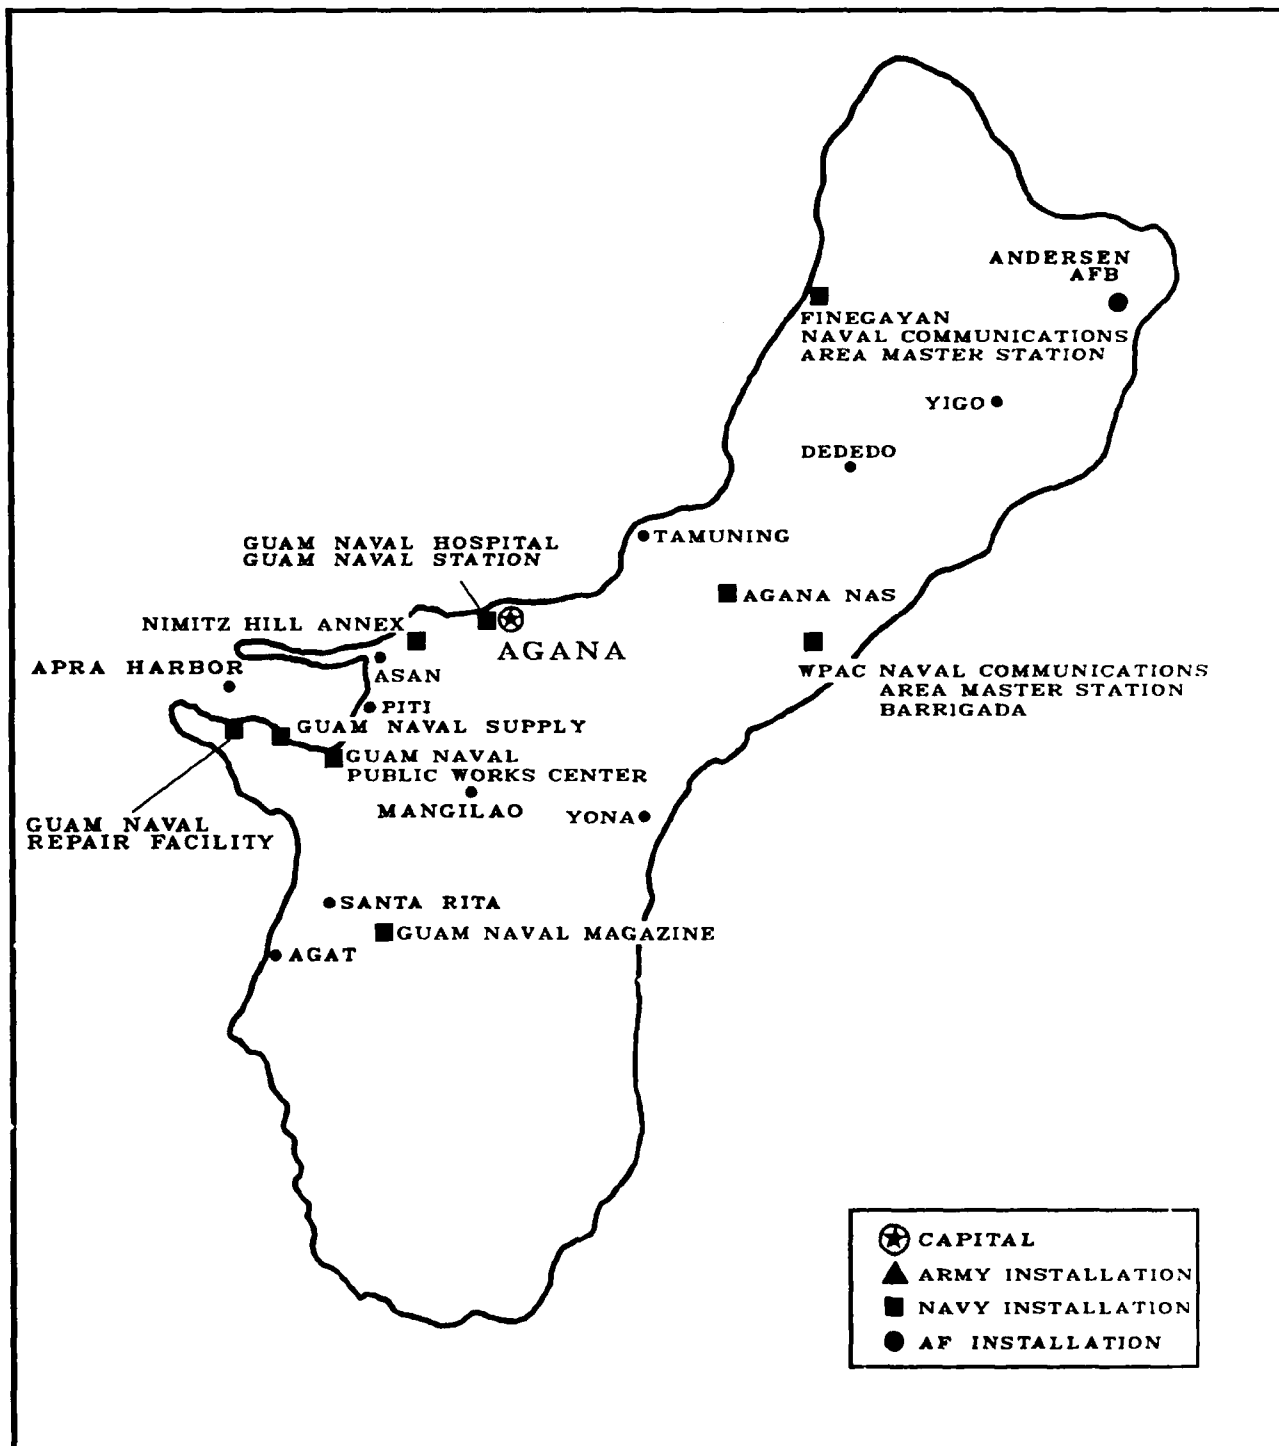 ANDERSEN
AFB
FINEGAYAN
NAVAL COMMUNICATIONS
AREA MASTER STATION
YIGO
DEDEDO
TAMUNING
GUAM NAVAL HOSPITAL
GUAM NAVAL STATION
AGANA NAS
NIMITZ HILL ANNEX
AGANA
APRA HARBOR
ASAN
WPAC NAVAL COMMUNICATIONS
AREA MASTER STATION
BARRIGADA
PITI
GUAM NAVAL SUPPLY
GUAM NAVAL
PUBLIC WORKS CENTER
MANGILAO
YONA
GUAM NAVAL
REPAIR FACILITY
SANTA RITA
GUAM NAVAL MAGAZINE
AGAT
CAPITAL
ARMY INSTALLATION
NAVY INSTALLATION
AF INSTALLATION